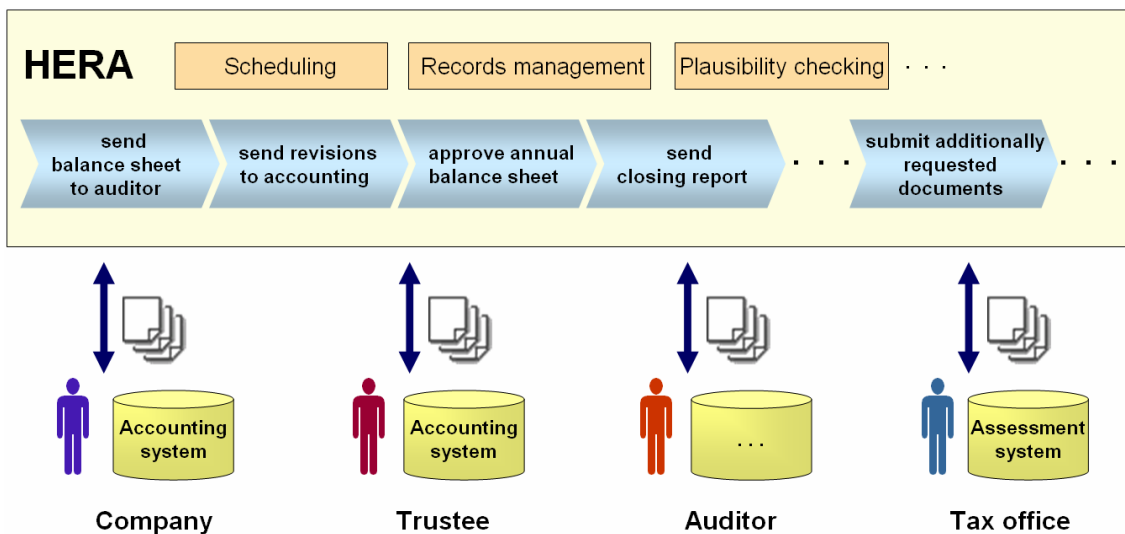 HERA
Scheduling
Records management
Plausibility checking
. . .
send
balance sheet
to auditor
send revisions
to accounting
approve annual
balance sheet
send
closing report
. . .
submit additionally
requested
documents
. . .
Accounting
system
Accounting
system
. . .
Assessment
system
Company
Trustee
Auditor
Tax office